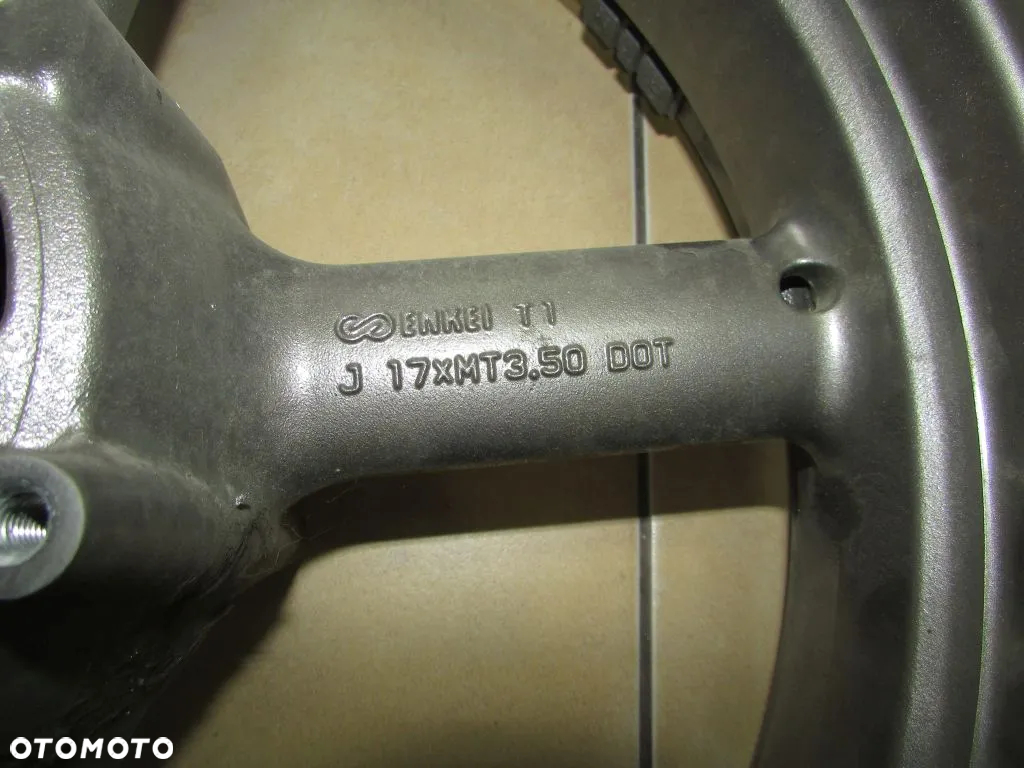 ENKEI T1
J 17xMT3.50 DOT
OTOMOTO